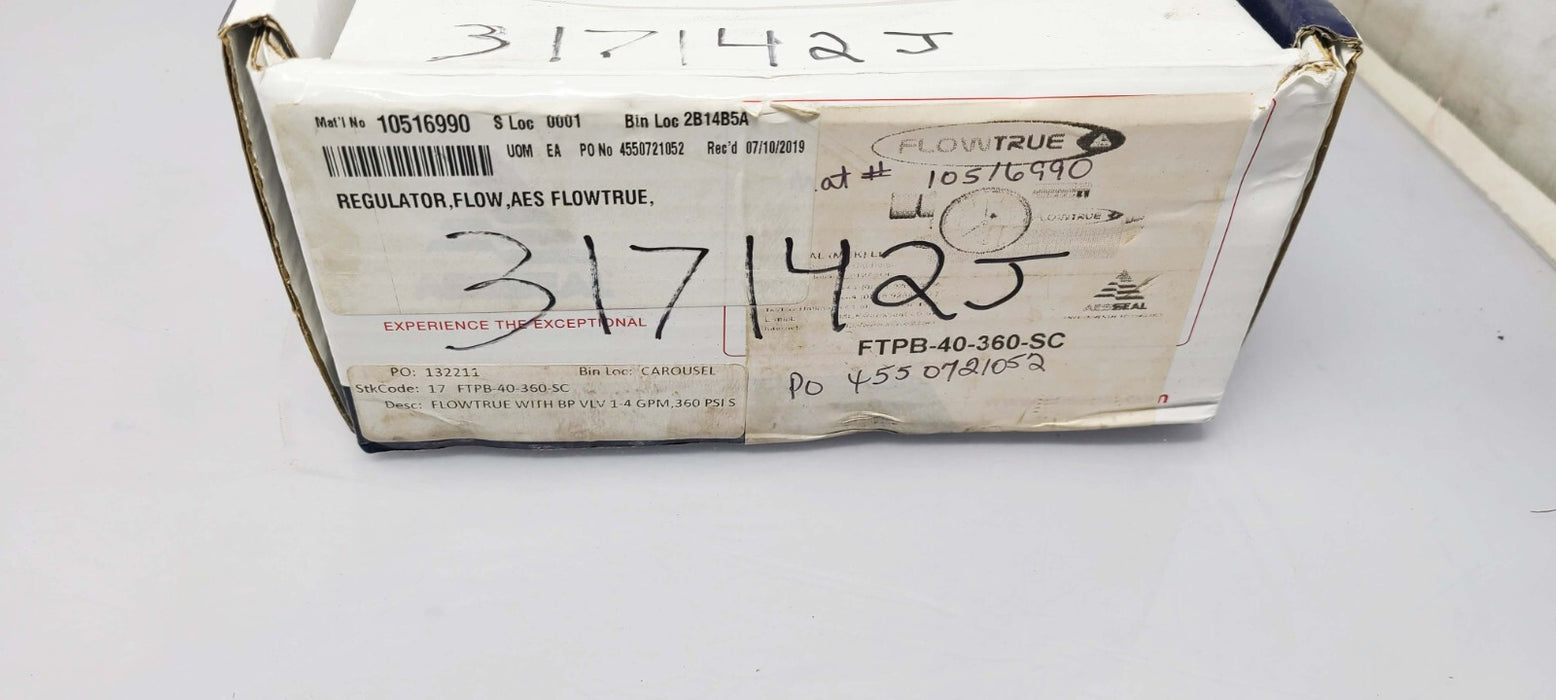 317142J
Mat'l No 10516990 S Loc 0001 Bin Loc 2B14B5A
UOM EA PO No 4550721052 Rec'd 07/10/2019
REGULATOR,FLOW,AES FLOWTRUE,
FLOWTRUE
at # 10516990
FLOWTRUE
317142J
AESSEAL
EXPERIENCE THE EXCEPTIONAL
FTPB-40-360-SC
PO 4550721052
PO: 132211 Bin Loc: CAROUSEL
StkCode: 17 FTPB-40-360-SC
Desc: FLOWTRUE WITH BP VLV 1-4 GPM,360 PSI S